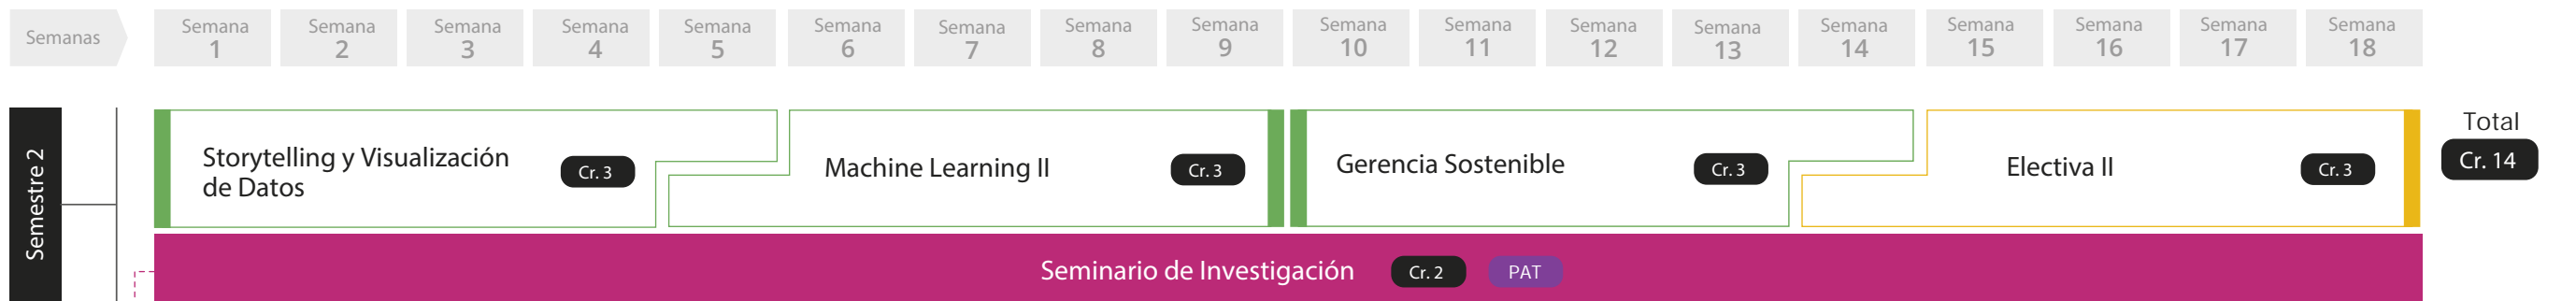 Semanas
Semana 1
Semana 2
Semana 3
Semana 4
Semana 5
Semana 6
Semana 7
Semana 8
Semana 9
Semana 10
Semana 11
Semana 12
Semana 13
Semana 14
Semana 15
Semana 16
Semana 17
Semana 18
Semestre 2
Storytelling y Visualización
de Datos
Cr. 3
Machine Learning II
Cr. 3
Gerencia Sostenible
Cr. 3
Electiva II
Cr. 3
Total
Cr. 14
Seminario de Investigación
Cr. 2
PAT